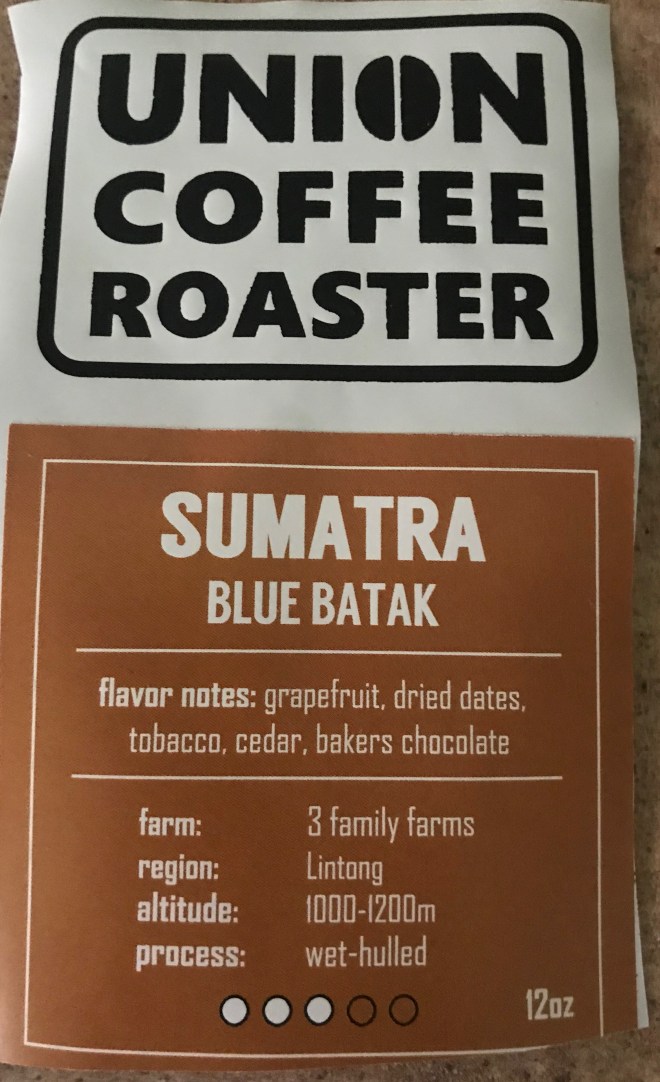 UNION
COFFEE
ROASTER
SUMATRA
BLUE BATAK
flavor notes: grapefruit, dried dates,
tobacco, cedar, bakers chocolate
farm: 3 family farms
region: Lintong
altitude: 1000-1200m
process: wet-hulled
12oz